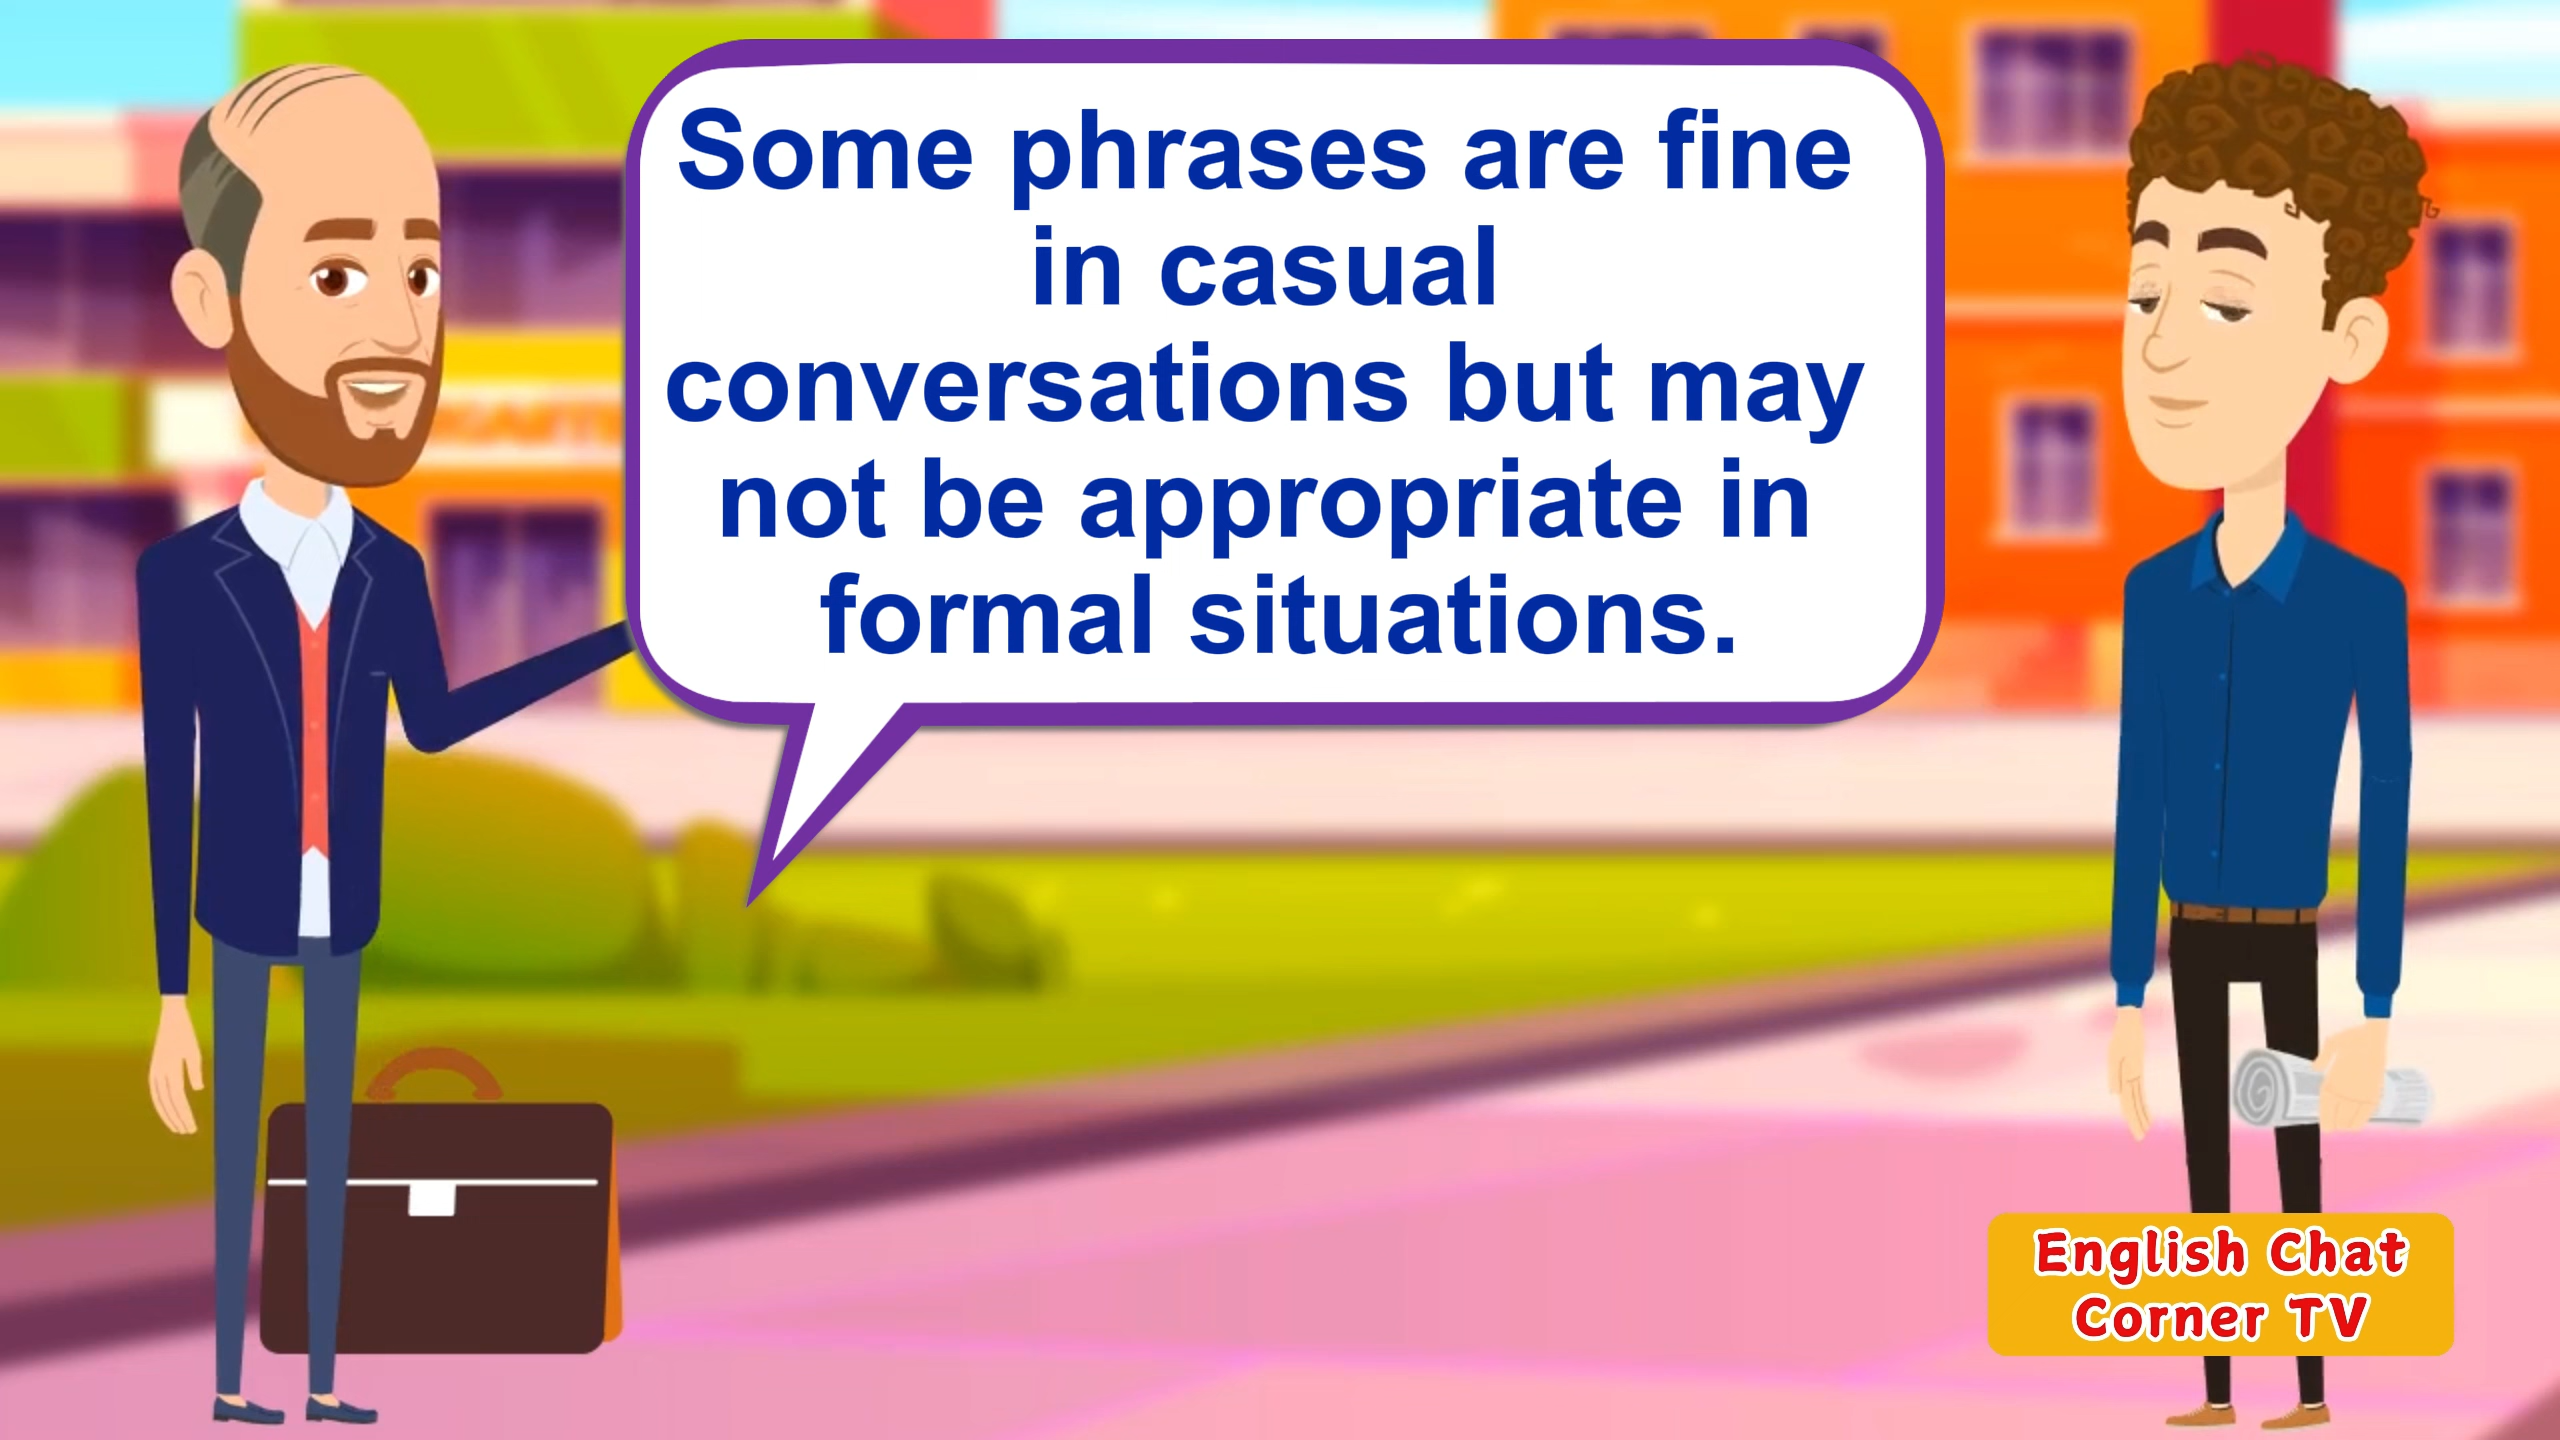 Some phrases are fine
in casual
conversations but may
not be appropriate in
formal situations.
English Chat
Corner TV